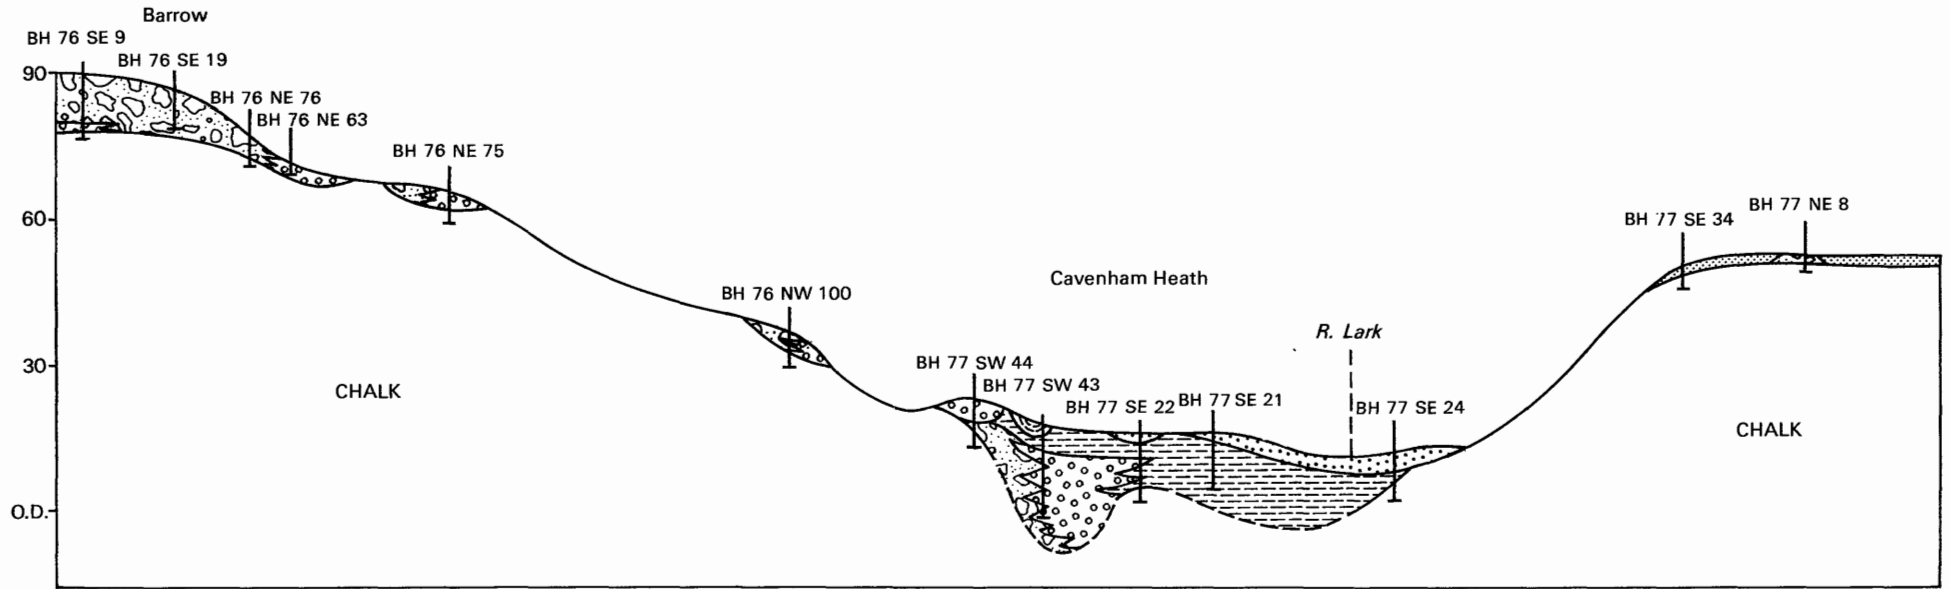 Barrow
BH 76 SE 9
BH 76 SE 19
90
BH 76 NE 76
BH 76 NE 63
BH 76 NE 75
60
BH 77 SE 34
BH 77 NE 8
Cavenham Heath
BH 76 NW 100
R. Lark
30
BH 77 SW 44
BH 77 SW 43
BH 77 SE 22
BH 77 SE 21
BH 77 SE 24
CHALK
CHALK
O.D.